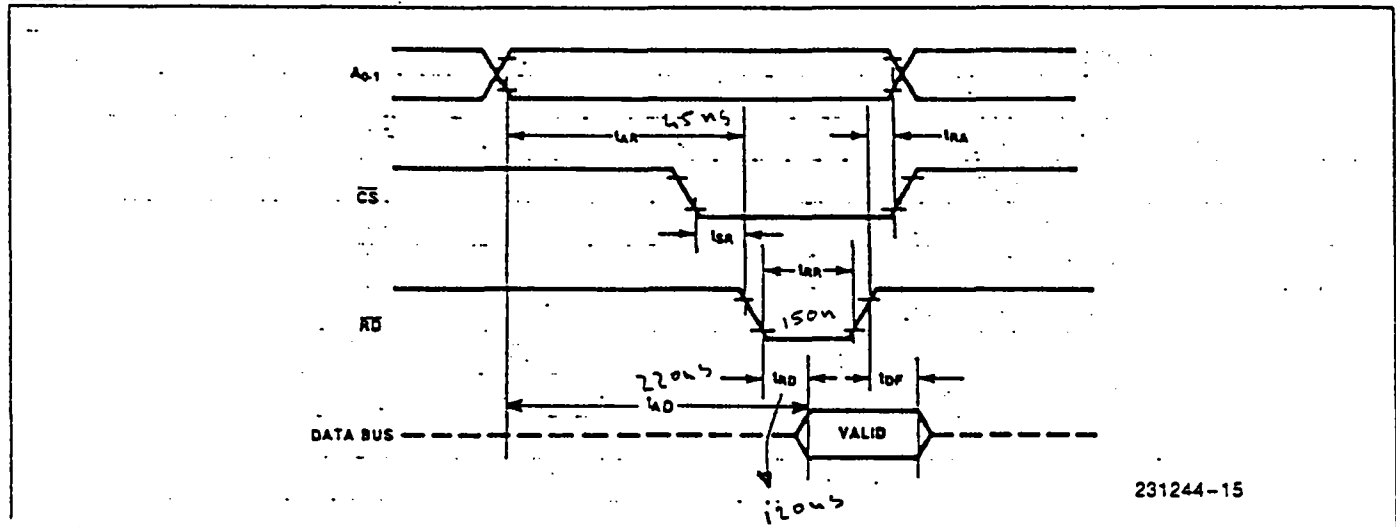 A0-1
tAR 45 ns
tRA
CS
tSR
tRR
RD
150n
220ns
tRD
tDF
tAD
DATA BUS
VALID
120ns
231244-15